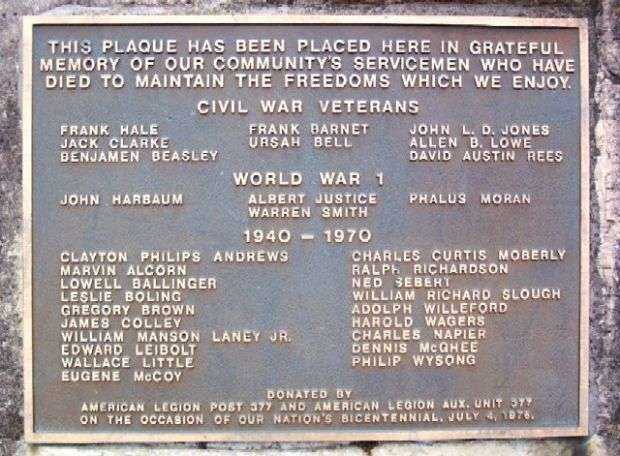 THIS PLAQUE HAS BEEN PLACED HERE IN GRATEFUL
MEMORY OF OUR COMMUNITY'S SERVICEMEN WHO HAVE
DIED TO MAINTAIN THE FREEDOMS WHICH WE ENJOY.
CIVIL WAR VETERANS
FRANK HALE FRANK BARNET JOHN L. D. JONES
JACK CLARKE URSAH BELL ALLEN B. LOWE
BENJAMEN BEASLEY DAVID AUSTIN REES
WORLD WAR 1
JOHN HARBAUM ALBERT JUSTICE PHALUS MORAN
WARREN SMITH
1940 - 1970
CLAYTON PHILIPS ANDREWS CHARLES CURTIS MOBERLY
MARVIN ALCORN RALPH RICHARDSON
LOWELL BALLINGER NED SEBERT
LESLIE BOLING WILLIAM RICHARD SLOUGH
GREGORY BROWN ADOLPH WILLEFORD
JAMES COLLEY HAROLD WAGERS
WILLIAM MANSON LANEY JR. CHARLES NAPIER
EDWARD LEIBOLT DENNIS McGHEE
WALLACE LITTLE PHILIP WYSONG
EUGENE McCOY
DONATED BY
AMERICAN LEGION POST 377 AND AMERICAN LEGION AUX. UNIT 377
ON THE OCCASION OF OUR NATION'S BICENTENNIAL, JULY 4, 1976.